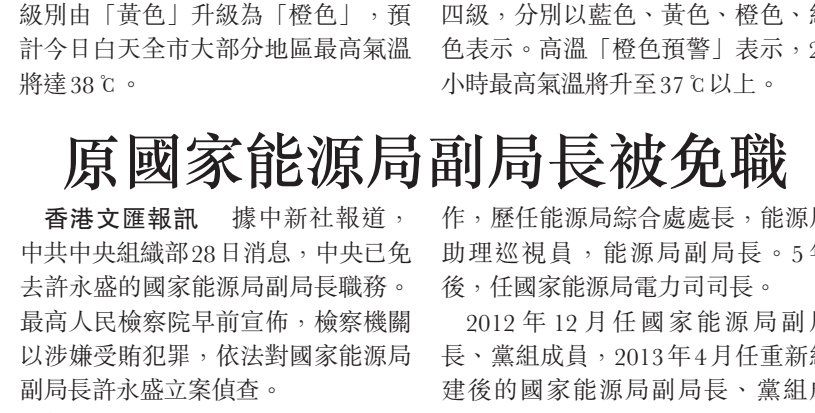 級別由「黃色」升級為「橙色」，預
計今日白天全市大部分地區最高氣溫
將達38℃。
四級，分別以藍色、黃色、橙色、
色表示。高溫「橙色預警」表示，
小時最高氣溫將升至37℃以上。
原國家能源局副局長被免職
香港文匯報訊 據中新社報道，
中共中央組織部28日消息，中央已免
去許永盛的國家能源局副局長職務。
最高人民檢察院早前宣佈，檢察機關
以涉嫌受賄犯罪，依法對國家能源局
副局長許永盛立案偵查。
作，歷任能源局綜合處處長，能源
助理巡視員，能源局副局長。5
後，任國家能源局電力司司長。
2012年12月任國家能源局副
長、黨組成員，2013年4月任重新
建後的國家能源局副局長、黨組